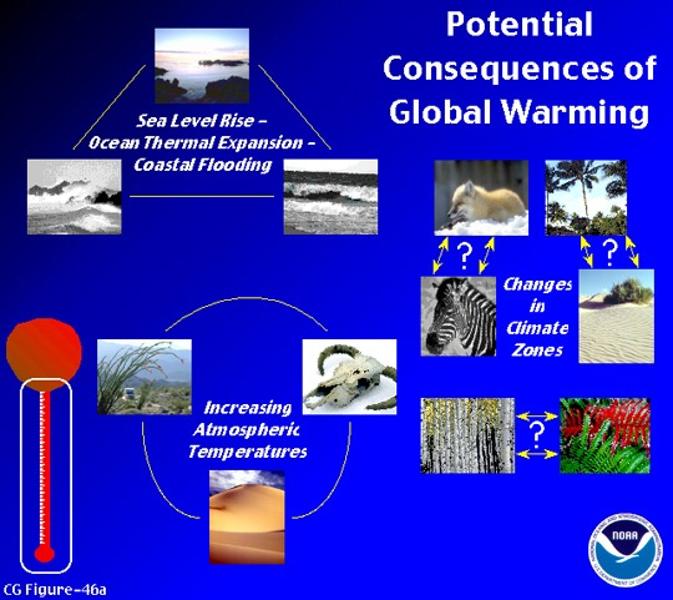 Potential
Consequences of
Global Warming
Sea Level Rise –
Ocean Thermal Expansion –
Coastal Flooding
?
?
Changes
in
Climate
Zones
Increasing
Atmospheric
Temperatures
?
NOAA
CG Figure-46a